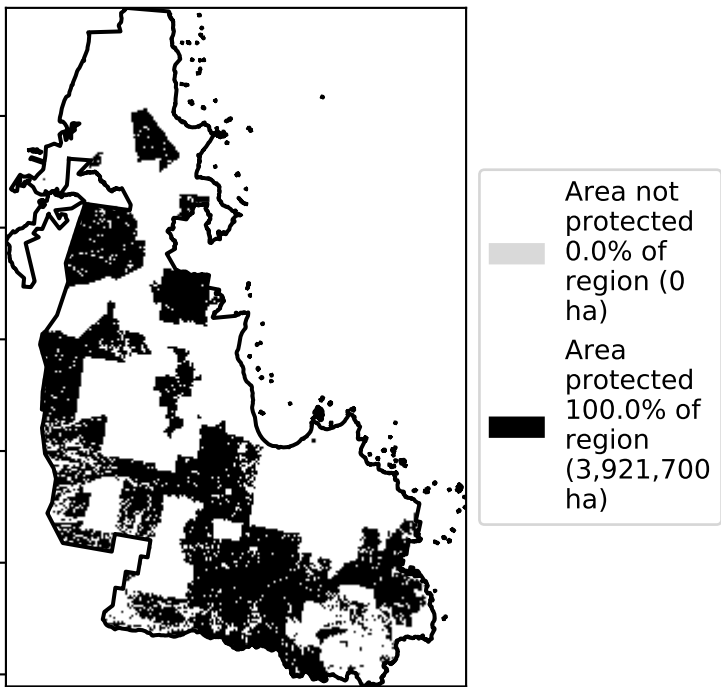 Area not
protected
0.0% of
region (0
ha)
Area
protected
100.0% of
region
(3,921,700
ha)